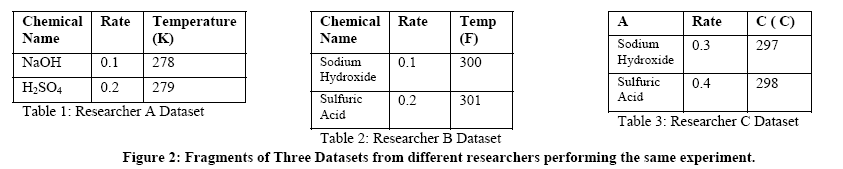 Chemical Name Rate Temperature (K)
NaOH 0.1 278
H₂SO₄ 0.2 279
Table 1: Researcher A Dataset
Chemical Name Rate Temp (F)
Sodium Hydroxide 0.1 300
Sulfuric Acid 0.2 301
Table 2: Researcher B Dataset
A Rate C ( C)
Sodium Hydroxide 0.3 297
Sulfuric Acid 0.4 298
Table 3: Researcher C Dataset
Figure 2: Fragments of Three Datasets from different researchers performing the same experiment.